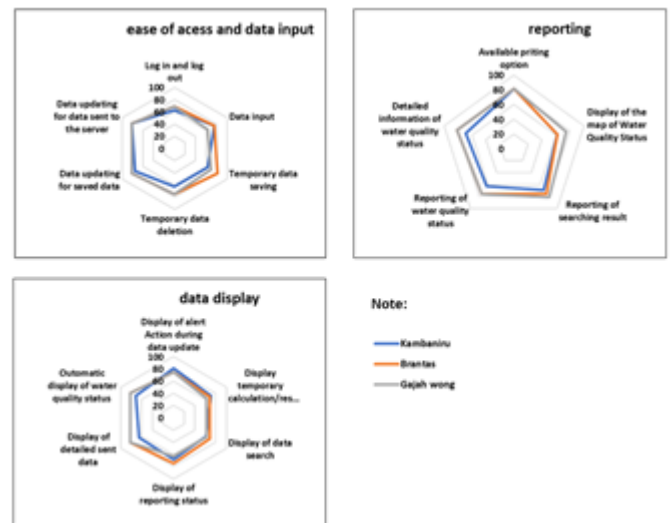 ease of acess and data input
Log in and log
out
100
80
60
40
20
0
Data input
Temporary data
saving
Temporary data
deletion
Data updating
for saved data
Data updating
for data sent to
the server
reporting
Available priting
option
100
80
60
40
20
0
Display of the
map of Water
Quality Status
Reporting of
searching result
Reporting of
water quality
status
Detailed
information of
water quality
status
data display
Display of alert
Action during
data update
100
80
60
40
20
0
Display
temporary
calculation/res...
Display of data
search
Display of
reporting status
Display of
detailed sent
data
Outomatic
display of water
quality status
Note:
Kambaniru
Brantas
Gajah wong